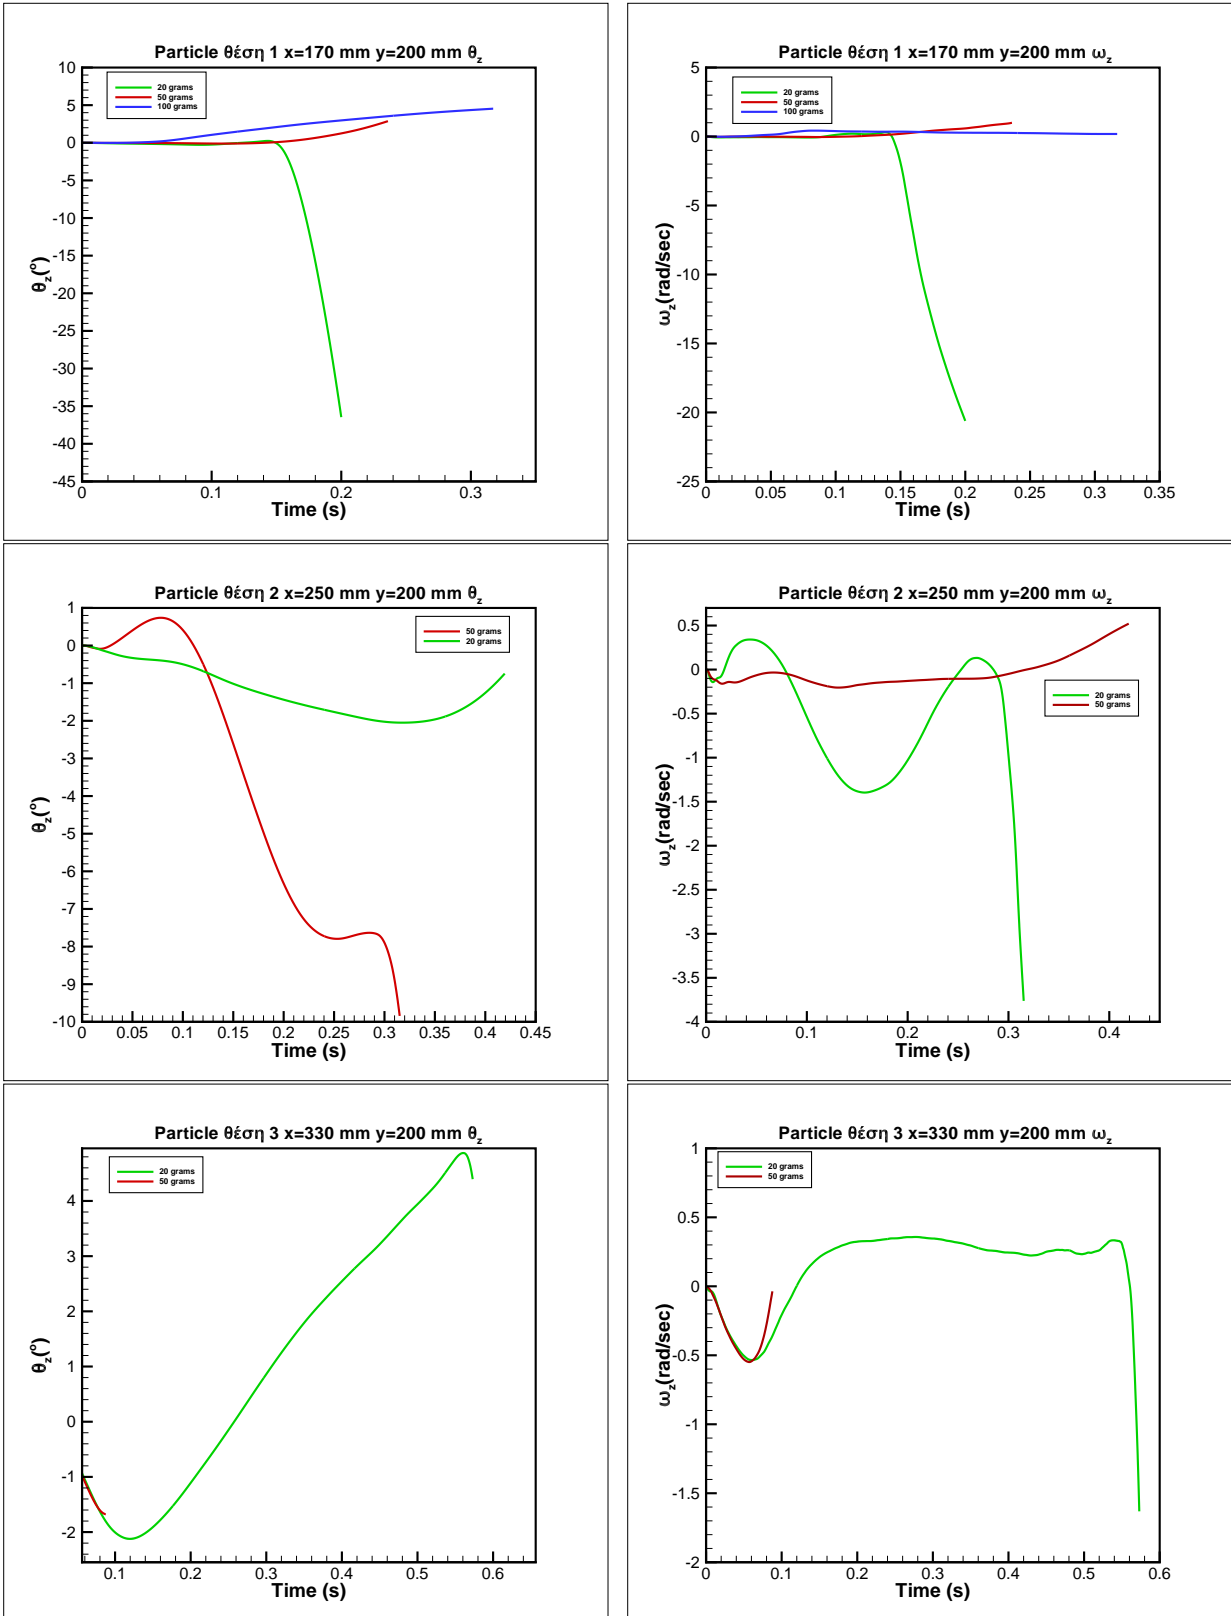 Particle θέση 1 x=170 mm y=200 mm θz
20 grams
50 grams
100 grams
θz(°)
10
5
0
-5
-10
-15
-20
-25
-30
-35
-40
-45
0
0.1
0.2
0.3
Time (s)
Particle θέση 1 x=170 mm y=200 mm ωz
20 grams
50 grams
100 grams
ωz(rad/sec)
5
0
-5
-10
-15
-20
-25
0
0.05
0.1
0.15
0.2
0.25
0.3
0.35
Time (s)
Particle θέση 2 x=250 mm y=200 mm θz
50 grams
20 grams
θz(°)
1
0
-1
-2
-3
-4
-5
-6
-7
-8
-9
-10
0
0.05
0.1
0.15
0.2
0.25
0.3
0.35
0.4
0.45
Time (s)
Particle θέση 2 x=250 mm y=200 mm ωz
20 grams
50 grams
ωz(rad/sec)
0.5
0
-0.5
-1
-1.5
-2
-2.5
-3
-3.5
-4
0
0.1
0.2
0.3
0.4
Time (s)
Particle θέση 3 x=330 mm y=200 mm θz
20 grams
50 grams
θz(°)
4
3
2
1
0
-1
-2
0.1
0.2
0.3
0.4
0.5
0.6
Time (s)
Particle θέση 3 x=330 mm y=200 mm ωz
20 grams
50 grams
ωz(rad/sec)
1
0.5
0
-0.5
-1
-1.5
-2
0
0.1
0.2
0.3
0.4
0.5
0.6
Time (s)